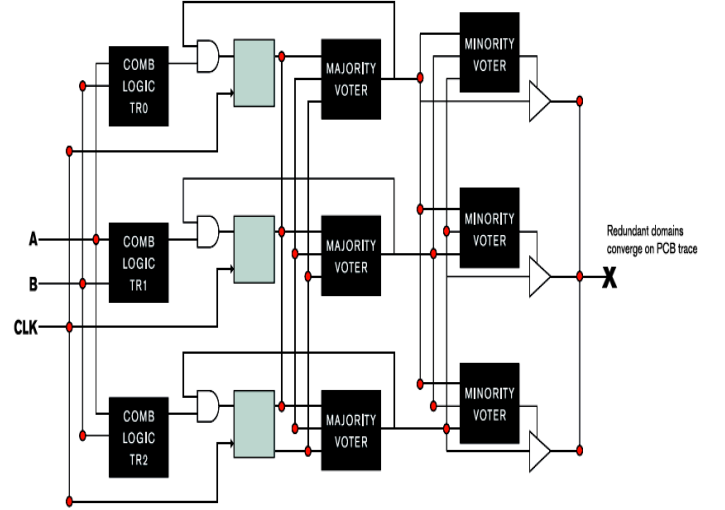 COMB
LOGIC
TR0
MAJORITY
VOTER
MINORITY
VOTER
A
B
CLK
COMB
LOGIC
TR1
MAJORITY
VOTER
MINORITY
VOTER
Redundant domains
converge on PCB trace
X
COMB
LOGIC
TR2
MAJORITY
VOTER
MINORITY
VOTER